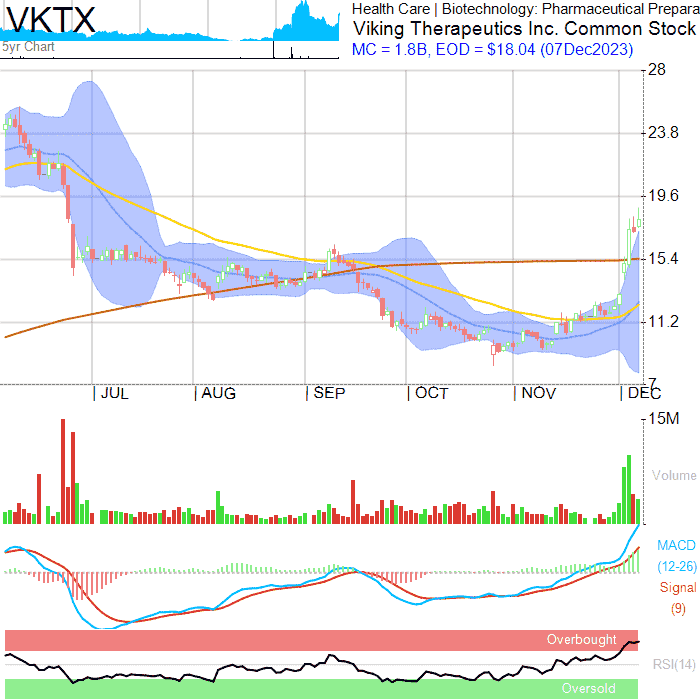 VKTX
5yr Chart
Health Care | Biotechnology: Pharmaceutical Prepara
Viking Therapeutics Inc. Common Stock
MC = 1.8B, EOD = $18.04 (07Dec2023)
28
23.8
19.6
15.4
11.2
7
JUL AUG SEP OCT NOV DEC
15M
Volume
MACD
(12-26)
Signal
(9)
Overbought
RSI(14)
Oversold